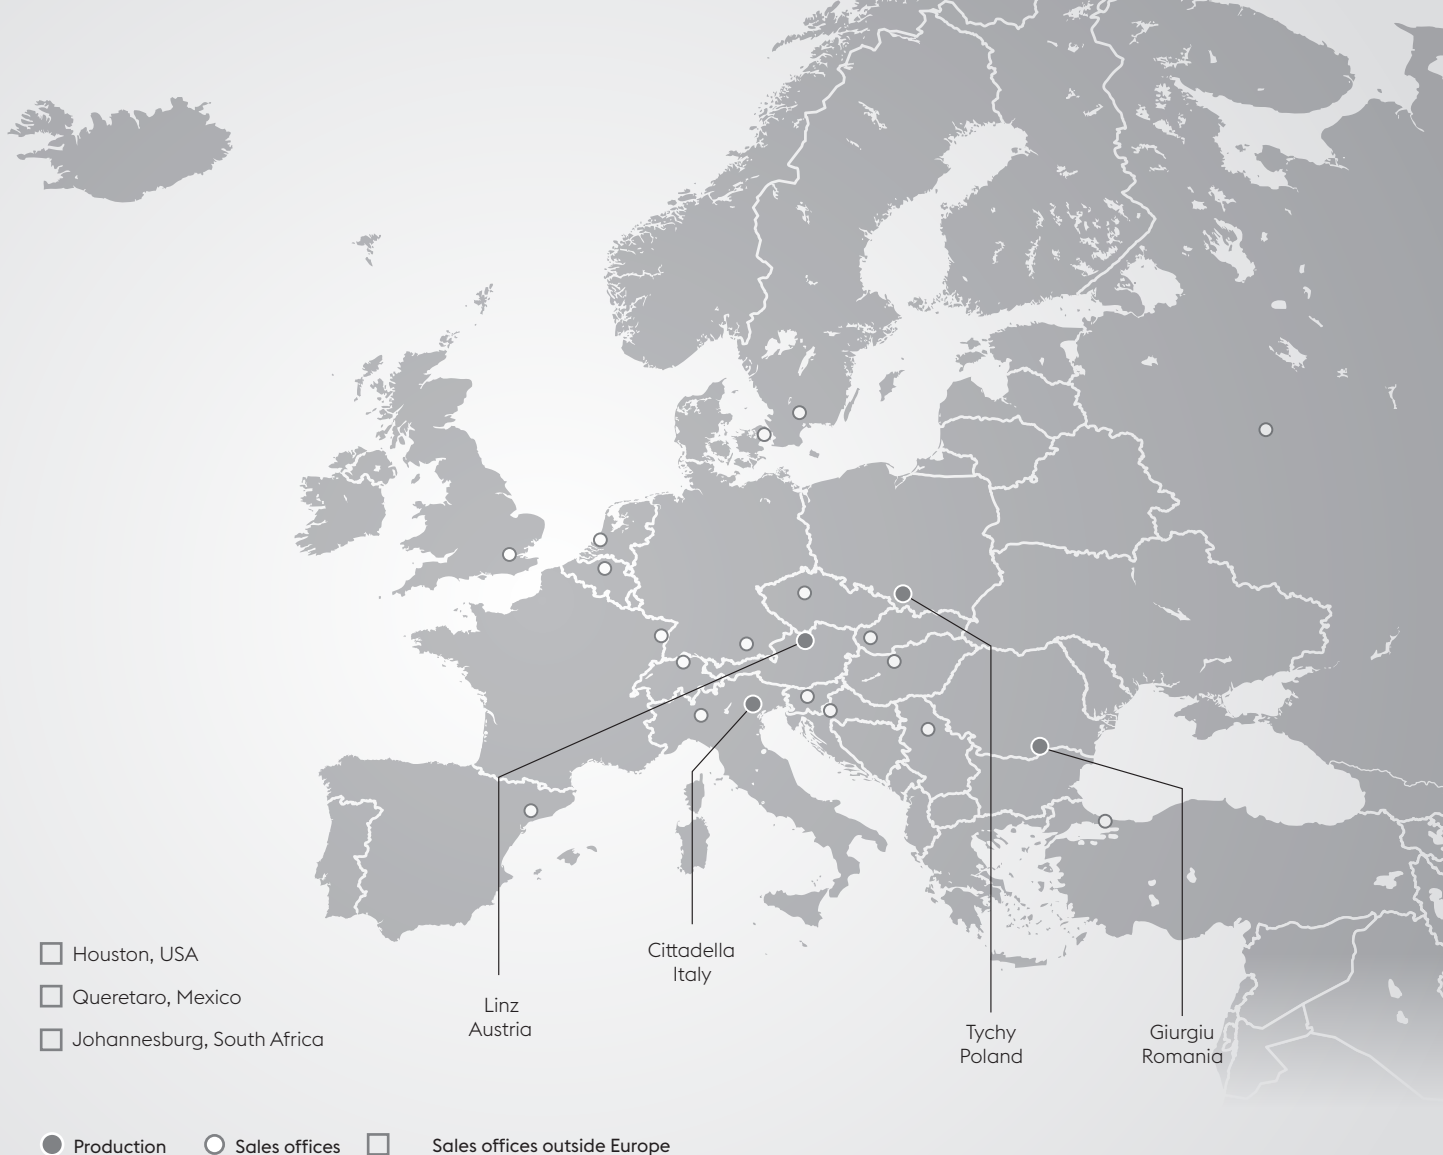 Houston, USA
Queretaro, Mexico
Johannesburg, South Africa
Linz
Austria
Cittadella
Italy
Tychy
Poland
Giurgiu
Romania
Production
Sales offices
Sales offices outside Europe